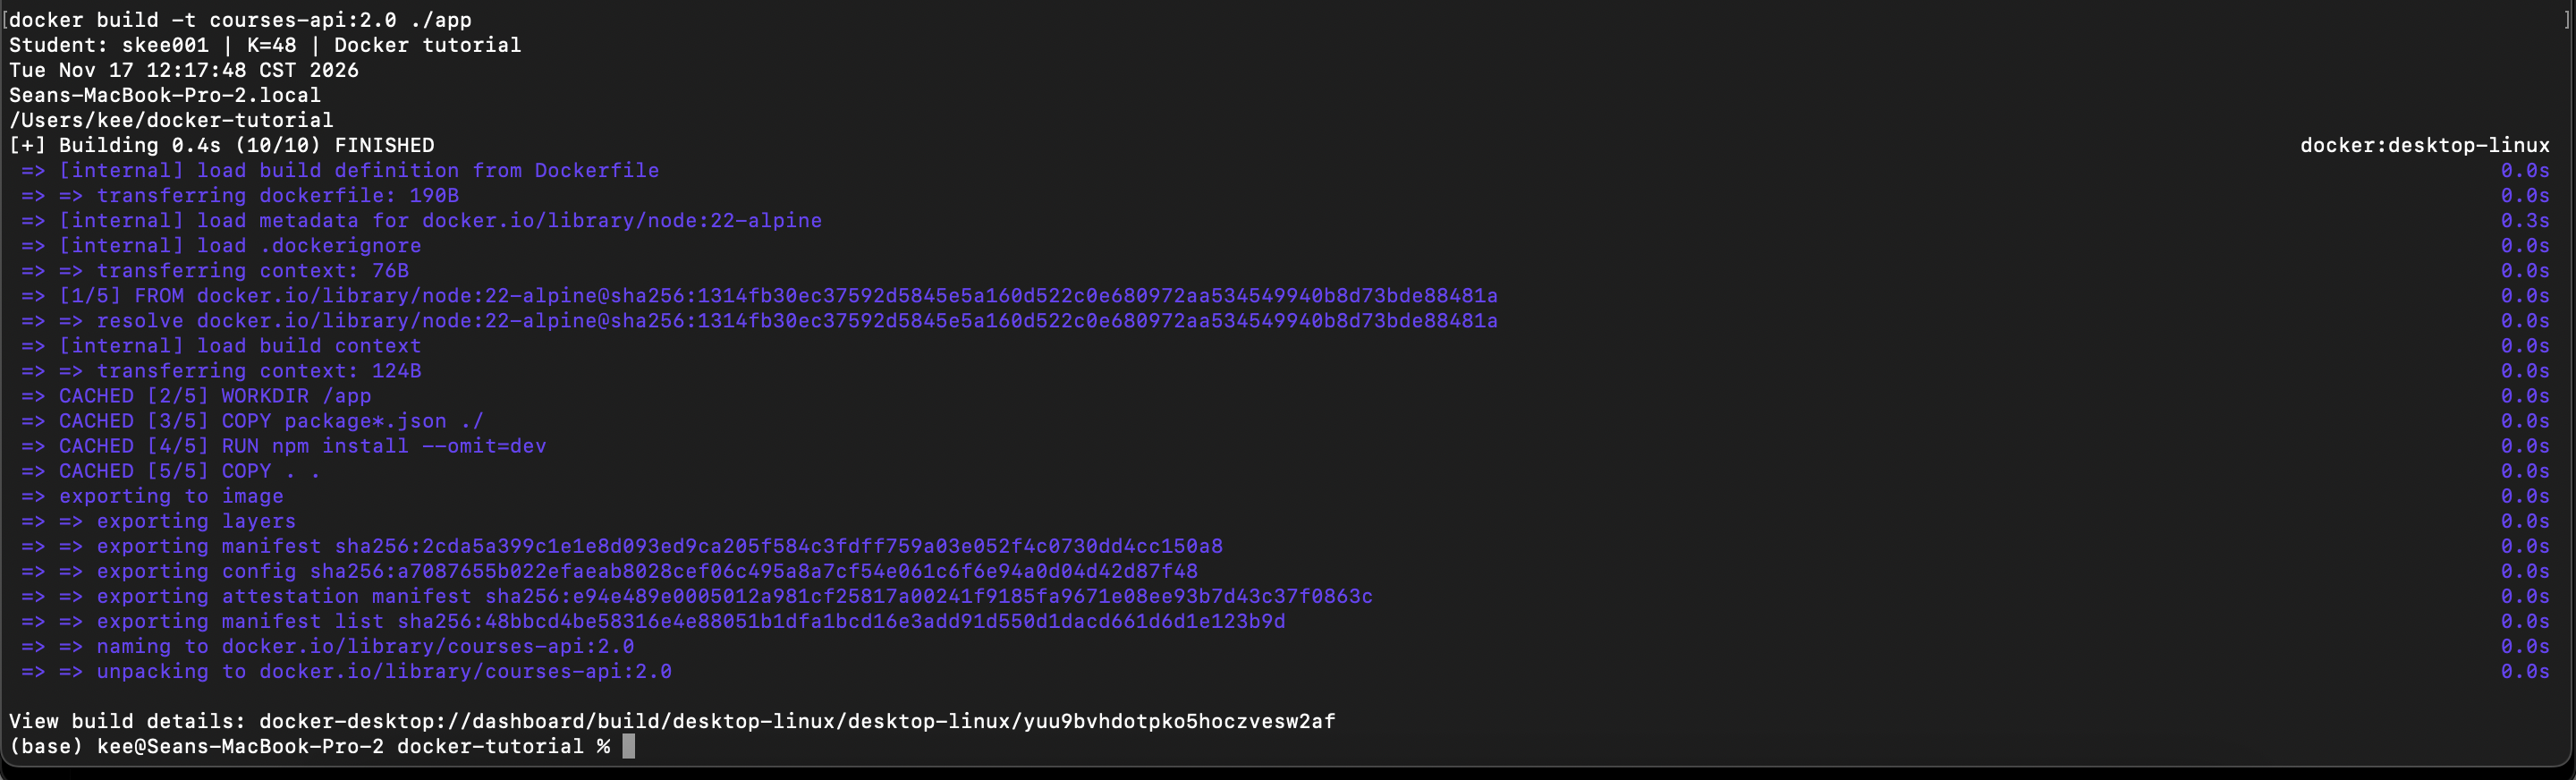 [docker build -t courses-api:2.0 ./app ]
Student: skee001 | K=48 | Docker tutorial
Tue Nov 17 12:17:48 CST 2026
Seans-MacBook-Pro-2.local
/Users/kee/docker-tutorial
[+] Building 0.4s (10/10) FINISHED docker:desktop-linux
=> [internal] load build definition from Dockerfile 0.0s
=> => transferring dockerfile: 190B 0.0s
=> [internal] load metadata for docker.io/library/node:22-alpine 0.3s
=> [internal] load .dockerignore 0.0s
=> => transferring context: 76B 0.0s
=> [1/5] FROM docker.io/library/node:22-alpine@sha256:1314fb30ec37592d5845e5a160d522c0e680972aa534549940b8d73bde88481a 0.0s
=> => resolve docker.io/library/node:22-alpine@sha256:1314fb30ec37592d5845e5a160d522c0e680972aa534549940b8d73bde88481a 0.0s
=> [internal] load build context 0.0s
=> => transferring context: 124B 0.0s
=> CACHED [2/5] WORKDIR /app 0.0s
=> CACHED [3/5] COPY package*.json ./ 0.0s
=> CACHED [4/5] RUN npm install --omit=dev 0.0s
=> CACHED [5/5] COPY . . 0.0s
=> exporting to image 0.0s
=> => exporting layers 0.0s
=> => exporting manifest sha256:2cda5a399c1e1e8d093ed9ca205f584c3fdff759a03e052f4c0730dd4cc150a8 0.0s
=> => exporting config sha256:a7087655b022efaeab8028cef06c495a8a7cf54e061c6f6e94a0d04d42d87f48 0.0s
=> => exporting attestation manifest sha256:e94e489e0005012a981cf25817a00241f9185fa9671e08ee93b7d43c37f0863c 0.0s
=> => exporting manifest list sha256:48bbcd4be58316e4e88051b1dfa1bcd16e3add91d550d1dacd661d6d1e123b9d 0.0s
=> => naming to docker.io/library/courses-api:2.0 0.0s
=> => unpacking to docker.io/library/courses-api:2.0 0.0s
View build details: docker-desktop://dashboard/build/desktop-linux/desktop-linux/yuu9bvhdotpko5hoczvesw2af
(base) kee@Seans-MacBook-Pro-2 docker-tutorial %